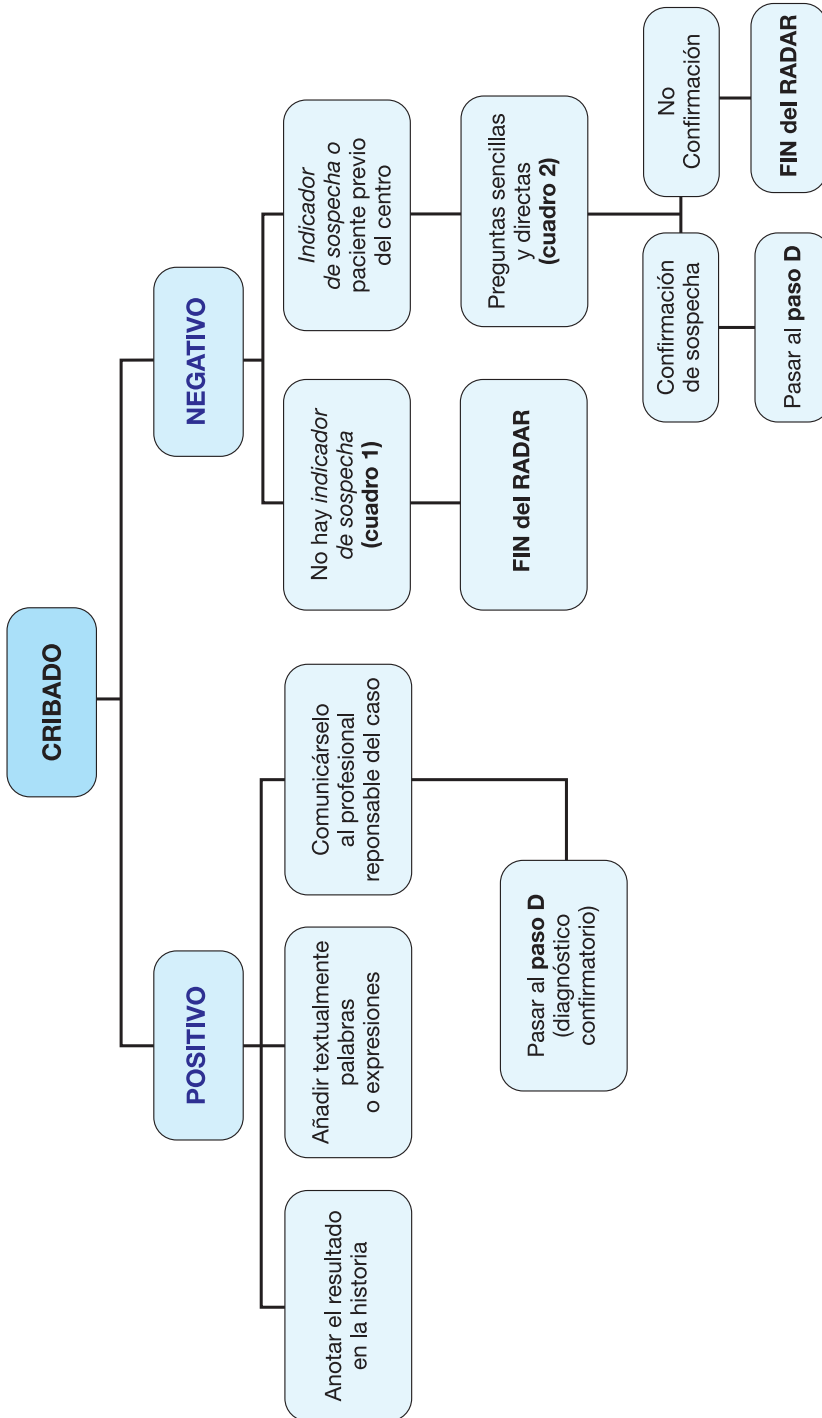 CRIBADO
POSITIVO
NEGATIVO
Anotar el resultado
en la historia
Añadir textualmente
palabras
o expresiones
Comunicárselo
al profesional
reponsable del caso
No hay indicador
de sospecha
(cuadro 1)
Indicador
de sospecha o
paciente previo
del centro
Pasar al paso D
(diagnóstico
confirmatorio)
FIN del RADAR
Preguntas sencillas
y directas
(cuadro 2)
Confirmación
de sospecha
No
Confirmación
Pasar al paso D
FIN del RADAR